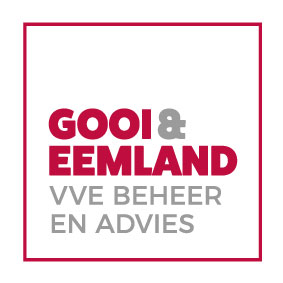 GOOI &
EEMLAND
VVE BEHEER
EN ADVIES